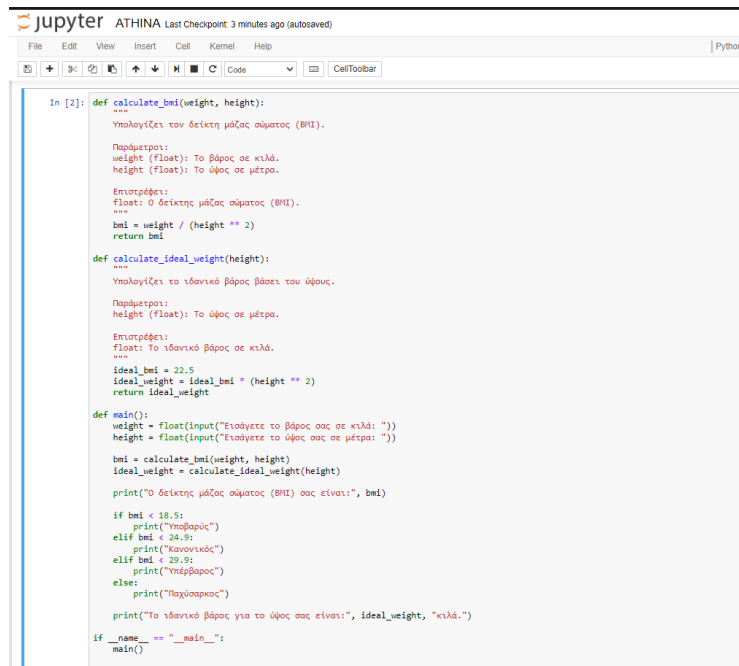 jupyter ATHINA Last Checkpoint: 3 minutes ago (autosaved)
File Edit View Insert Cell Kernel Help
Code CellToolbar
In [2]: def calculate_bmi(weight, height):
"""
Υπολογίζει τον δείκτη μάζας σώματος (BMI).
Παράμετροι:
weight (float): Το βάρος σε κιλά.
height (float): Το ύψος σε μέτρα.
Επιστρέφει:
float: Ο δείκτης μάζας σώματος (BMI).
"""
bmi = weight / (height ** 2)
return bmi
def calculate_ideal_weight(height):
"""
Υπολογίζει το ιδανικό βάρος βάσει του ύψους.
Παράμετροι:
height (float): Το ύψος σε μέτρα.
Επιστρέφει:
float: Το ιδανικό βάρος σε κιλά.
"""
ideal_bmi = 22.5
ideal_weight = ideal_bmi * (height ** 2)
return ideal_weight
def main():
weight = float(input("Εισάγετε το βάρος σας σε κιλά: "))
height = float(input("Εισάγετε το ύψος σας σε μέτρα: "))
bmi = calculate_bmi(weight, height)
ideal_weight = calculate_ideal_weight(height)
print("Ο δείκτης μάζας σώματος (BMI) σας είναι:", bmi)
if bmi < 18.5:
print("Υποβαρύς")
elif bmi < 24.9:
print("Κανονικός")
elif bmi < 29.9:
print("Υπέρβαρος")
else:
print("Παχύσαρκος")
print("Το ιδανικό βάρος για το ύψος σας είναι:", ideal_weight, "κιλά.")
if __name__ == "__main__":
main()